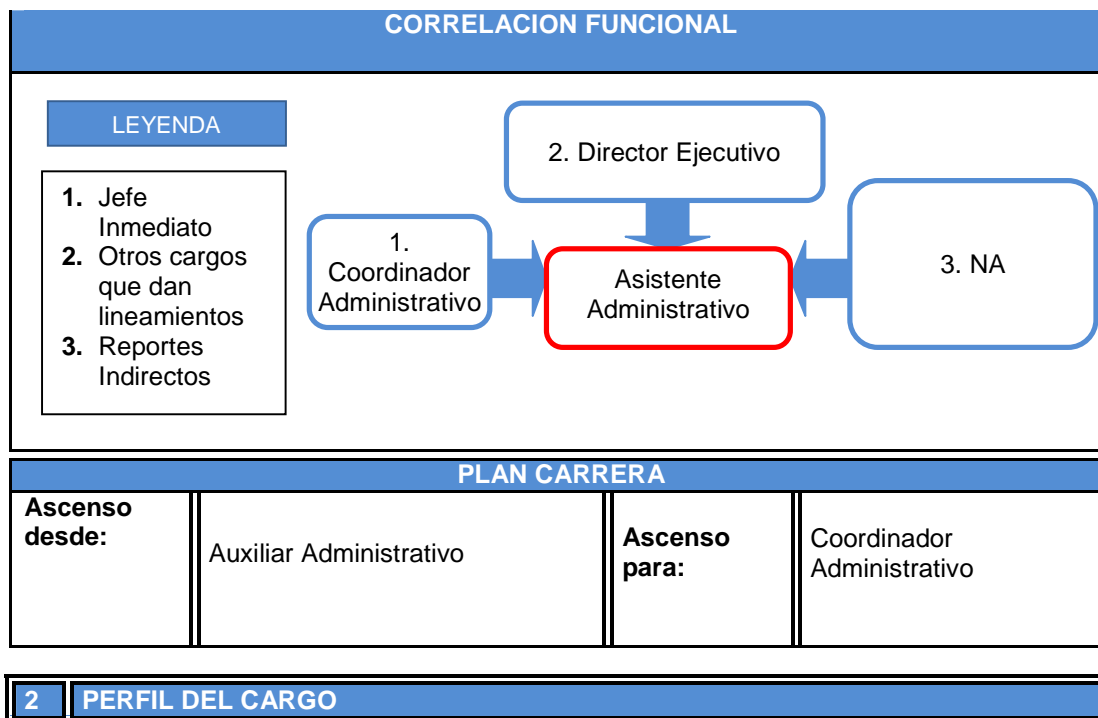 CORRELACION FUNCIONAL
LEYENDA
1. Jefe
Inmediato
2. Otros cargos
que dan
lineamientos
3. Reportes
Indirectos
2. Director Ejecutivo
1.
Coordinador
Administrativo
Asistente
Administrativo
3. NA
PLAN CARRERA
Ascenso
desde:
Auxiliar Administrativo
Ascenso
para:
Coordinador
Administrativo
2 PERFIL DEL CARGO